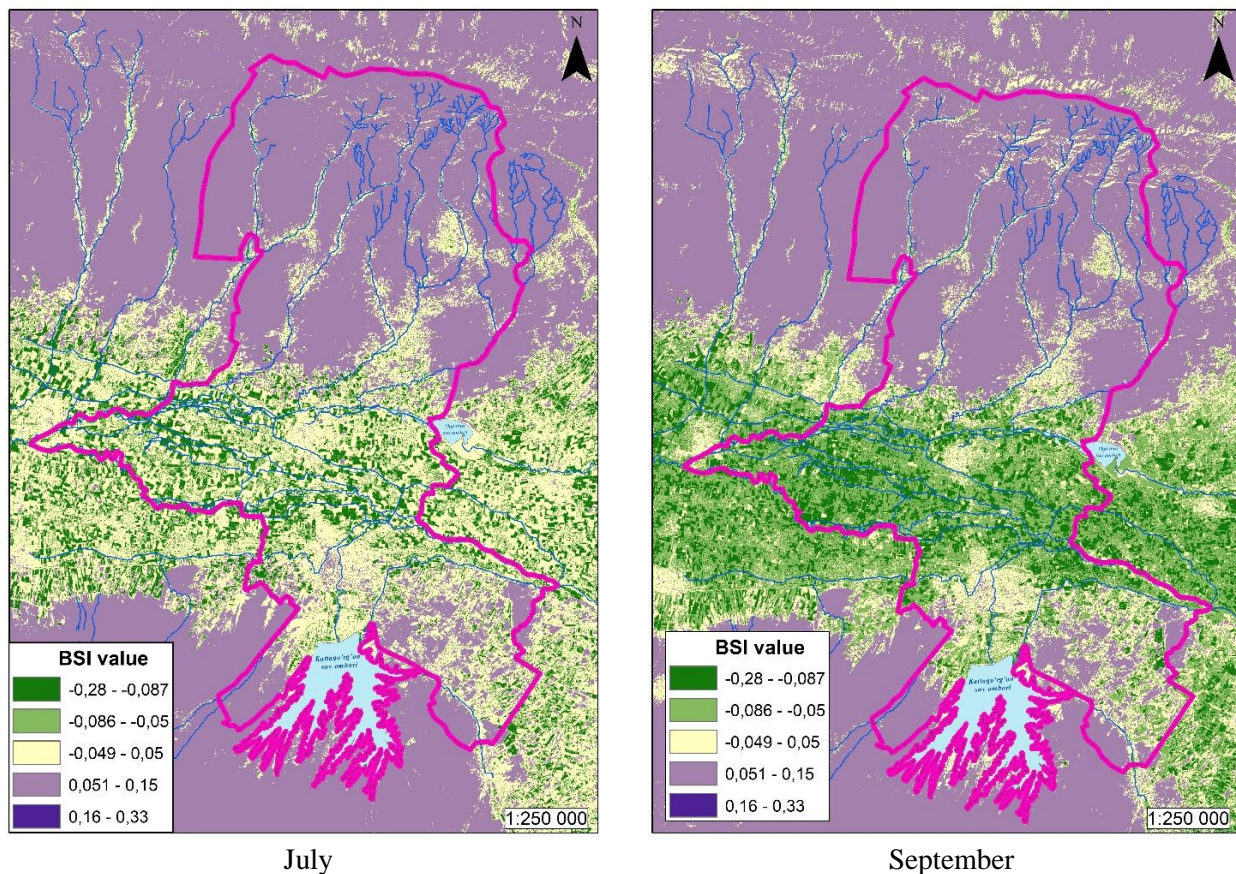 N
Kattaqo'rg'on
suv ombori
BSI value
-0,28 - -0,087
-0,086 - -0,05
-0,049 - 0,05
0,051 - 0,15
0,16 - 0,33
1:250 000
July
N
suv ombori
Kattaqo'rg'on
suv ombori
BSI value
-0,28 - -0,087
-0,086 - -0,05
-0,049 - 0,05
0,051 - 0,15
0,16 - 0,33
1:250 000
September